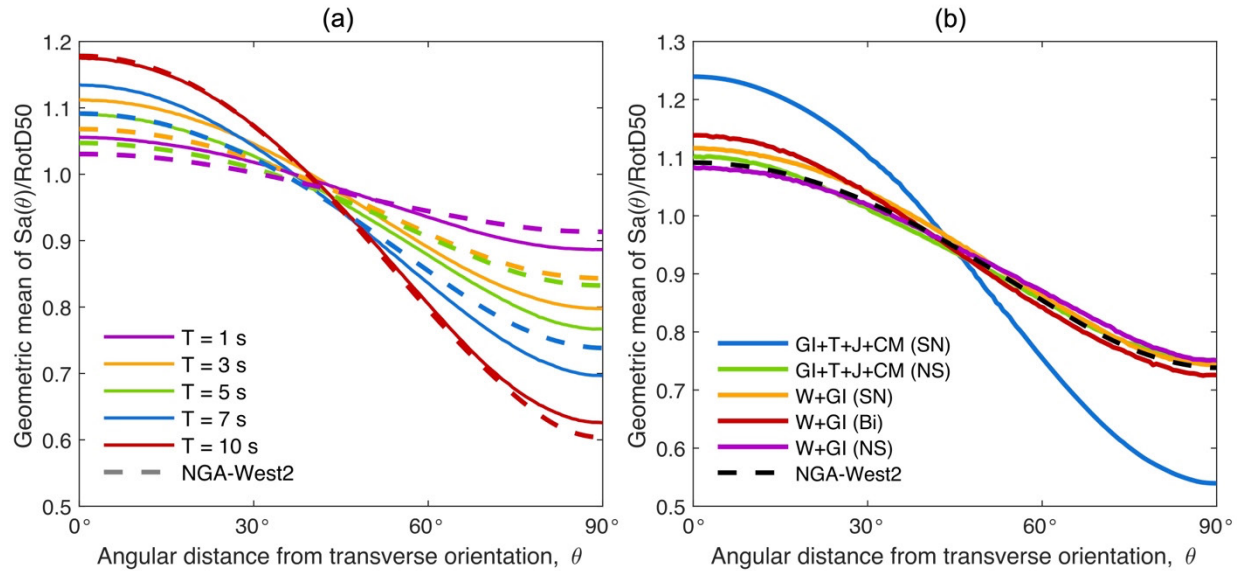 (a)
Geometric mean of Sa(θ)/RotD50
1.2
1.1
1.0
0.9
0.8
0.7
0.6
0.5
T = 1 s
T = 3 s
T = 5 s
T = 7 s
T = 10 s
NGA-West2
0° 30° 60° 90°
Angular distance from transverse orientation, θ
(b)
Geometric mean of Sa(θ)/RotD50
1.3
1.2
1.1
1.0
0.9
0.8
0.7
0.6
0.5
GI+T+J+CM (SN)
GI+T+J+CM (NS)
W+GI (SN)
W+GI (Bi)
W+GI (NS)
NGA-West2
0° 30° 60° 90°
Angular distance from transverse orientation, θ